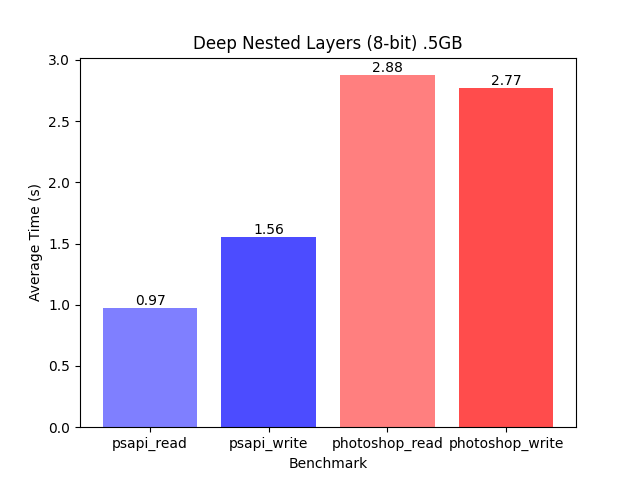 Deep Nested Layers (8-bit) .5GB
3.0
2.5
2.0
1.5
1.0
0.5
0.0
Average Time (s)
0.97
1.56
2.88
2.77
psapi_read
psapi_write
photoshop_read
photoshop_write
Benchmark